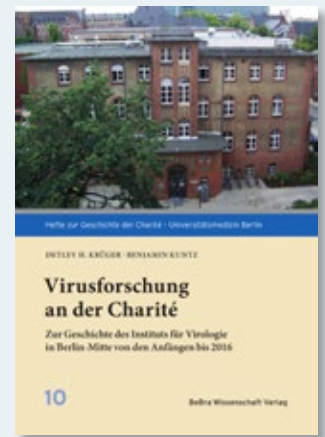 Hefte zur Geschichte der Charité – Universitätsmedizin Berlin
DETLEV H. KRÜGER · BENJAMIN KUNTZ
Virusforschung
an der Charité
Zur Geschichte des Instituts für Virologie
in Berlin-Mitte von den Anfängen bis 2016
10
BeBra Wissenschaft Verlag